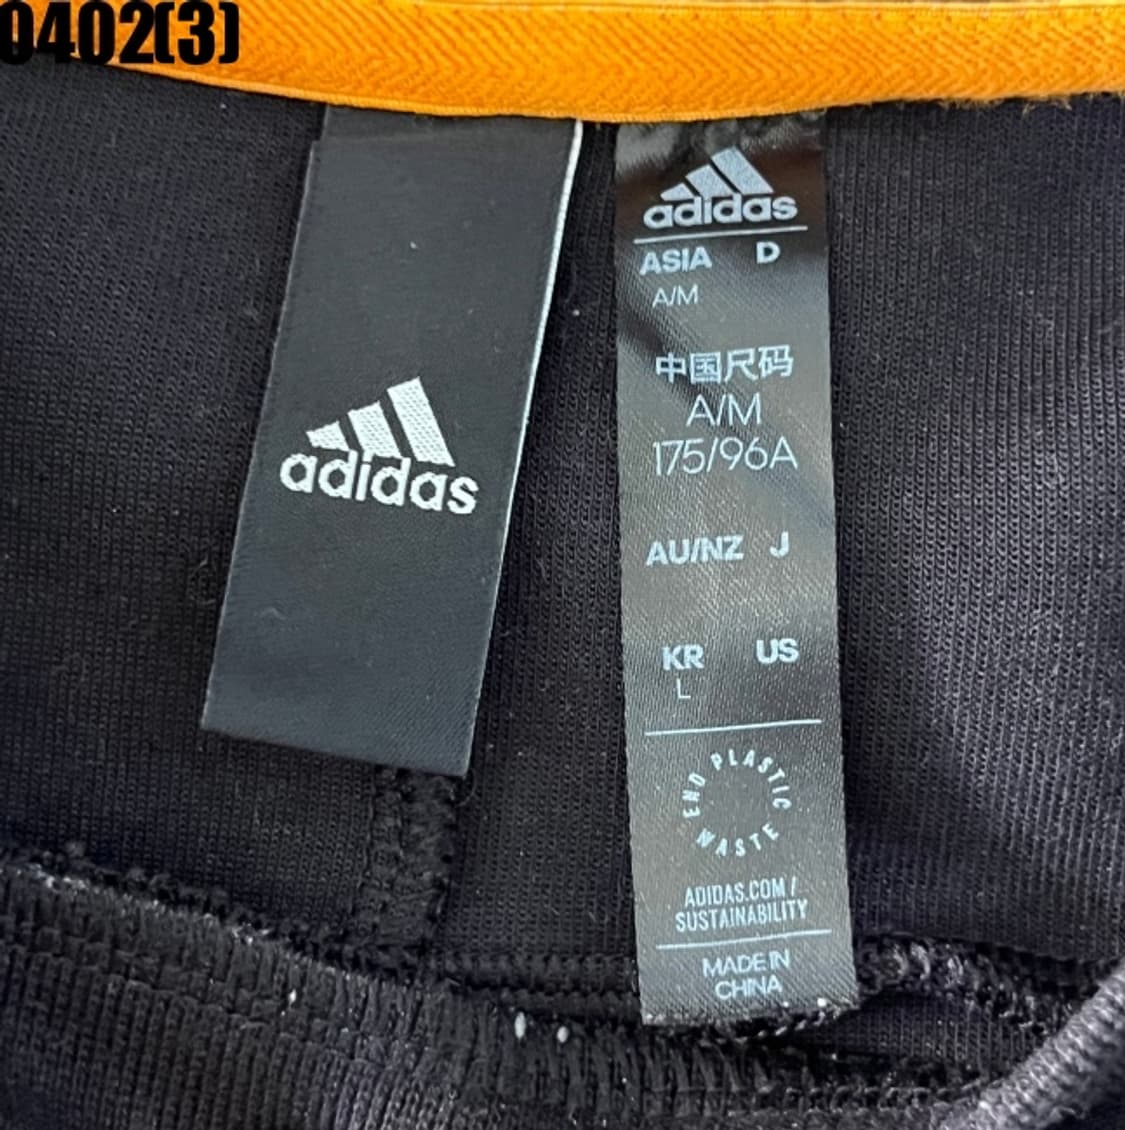 0402(3)
adidas
adidas
ASIA D
A/M
中国尺码
A/M
175/96A
AU/NZ J
KR US
L
END PLASTIC WASTE
ADIDAS.COM /
SUSTAINABILITY
MADE IN
CHINA